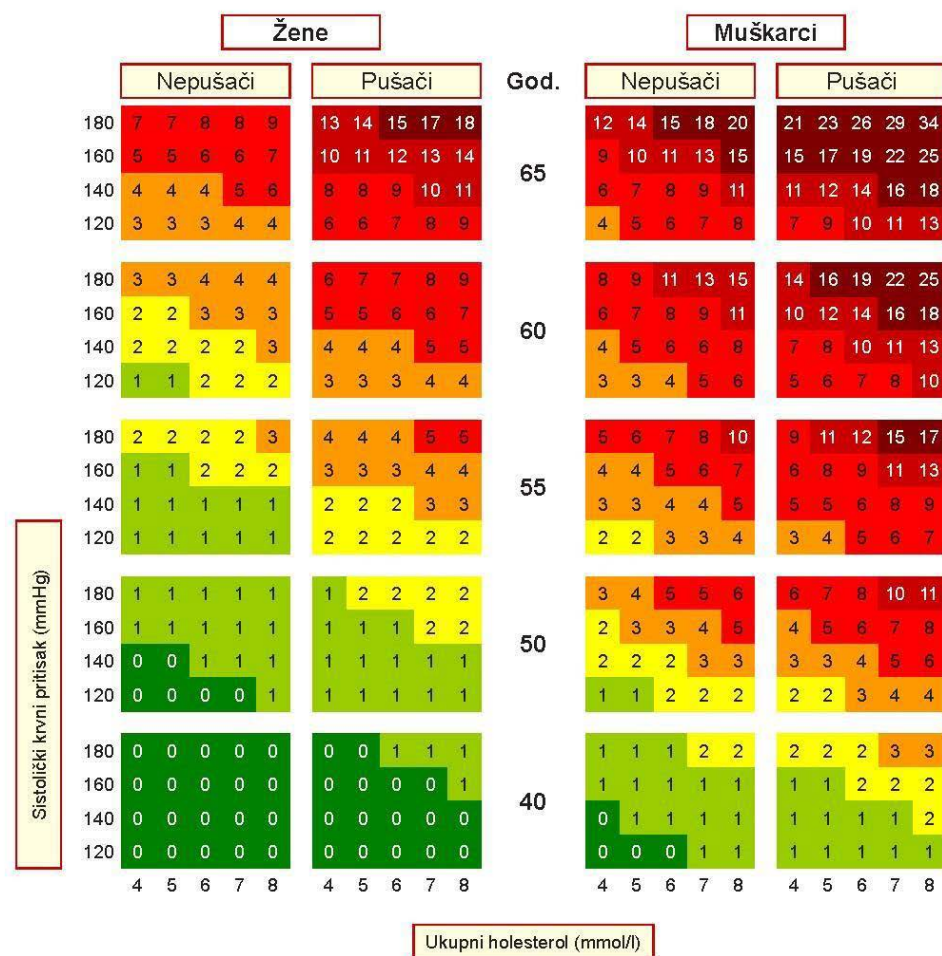 Žene Muškarci
Nepušači Pušači God. Nepušači Pušači
180 7 7 8 8 9 13 14 15 17 18 12 14 15 18 20 21 23 26 29 34
160 5 5 6 6 7 10 11 12 13 14 9 10 11 13 15 15 17 19 22 25
65
140 4 4 4 5 6 8 8 9 10 11 6 7 8 9 11 11 12 14 16 18
120 3 3 3 4 4 6 6 7 8 9 4 5 6 7 8 7 9 10 11 13
180 3 3 4 4 4 6 7 7 8 9 8 9 11 13 15 14 16 19 22 25
160 2 2 3 3 3 5 5 6 6 7 6 7 8 9 11 10 12 14 16 18
60
140 2 2 2 2 3 4 4 4 5 5 4 5 6 6 8 7 8 10 11 13
120 1 1 2 2 2 3 3 3 4 4 3 3 4 5 6 5 6 7 8 10
180 2 2 2 2 3 4 4 4 5 5 5 6 7 8 10 9 11 12 15 17
160 1 1 2 2 2 3 3 3 4 4 4 4 5 6 7 6 8 9 11 13
55
140 1 1 1 1 1 2 2 2 3 3 3 3 4 4 5 5 5 6 8 9
120 1 1 1 1 1 2 2 2 2 2 2 2 3 3 4 3 4 5 6 7
180 1 1 1 1 1 1 2 2 2 2 3 4 5 5 6 6 7 8 10 11
160 1 1 1 1 1 1 1 1 2 2 2 3 3 4 5 4 5 6 7 8
50
140 0 0 1 1 1 1 1 1 1 1 2 2 2 3 3 3 3 4 5 6
120 0 0 0 0 1 1 1 1 1 1 1 1 2 2 2 2 2 3 4 4
180 0 0 0 0 0 0 0 1 1 1 1 1 1 2 2 2 2 2 3 3
160 0 0 0 0 0 0 0 0 0 1 1 1 1 1 1 1 1 2 2 2
40
140 0 0 0 0 0 0 0 0 0 0 0 1 1 1 1 1 1 1 1 2
120 0 0 0 0 0 0 0 0 0 0 0 0 0 1 1 1 1 1 1 1
4 5 6 7 8 4 5 6 7 8 4 5 6 7 8 4 5 6 7 8
Sistolički krvni pritisak (mmHg)
Ukupni holesterol (mmol/l)